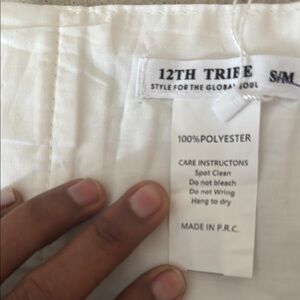 12TH TRIBE S/M
STYLE FOR THE GLOBAL SOUL
100%POLYESTER
CARE INSTRUCTONS
Spot Clean
Do not bleach
Do not Wring
Hang to dry
MADE IN P.R.C.